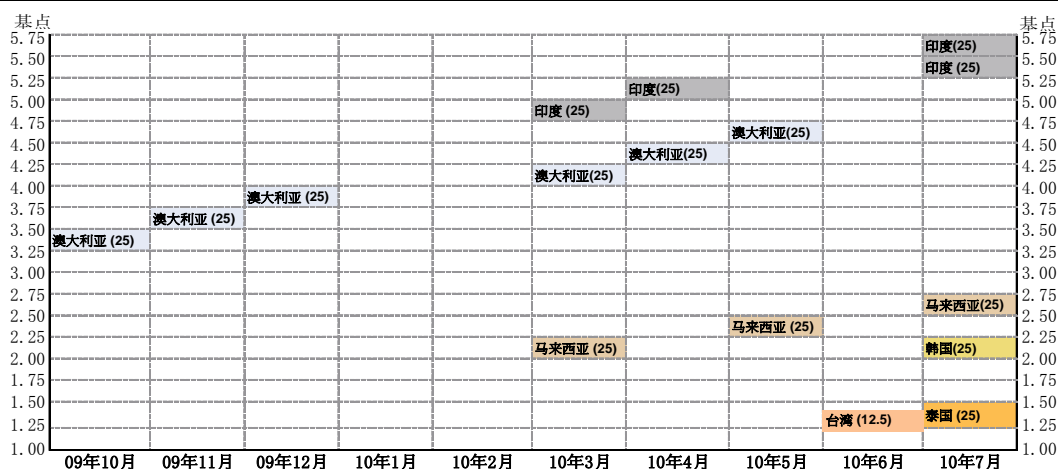 基点 基点
5.75 5.75
印度(25)
5.50 5.50
印度 (25)
5.25 5.25
印度(25)
5.00 5.00
印度 (25)
4.75 4.75
澳大利亚(25)
4.50 4.50
澳大利亚(25)
4.25 4.25
澳大利亚(25)
4.00 4.00
澳大利亚 (25)
3.75 3.75
澳大利亚 (25)
3.50 3.50
澳大利亚 (25)
3.25 3.25
3.00 3.00
2.75 2.75
马来西亚(25)
2.50 2.50
马来西亚 (25)
2.25 2.25
马来西亚 (25) 韩国(25)
2.00 2.00
1.75 1.75
1.50 1.50
台湾 (12.5) 泰国 (25)
1.25 1.25
1.00 1.00
09年10月 09年11月 09年12月 10年1月 10年2月 10年3月 10年4月 10年5月 10年6月 10年7月